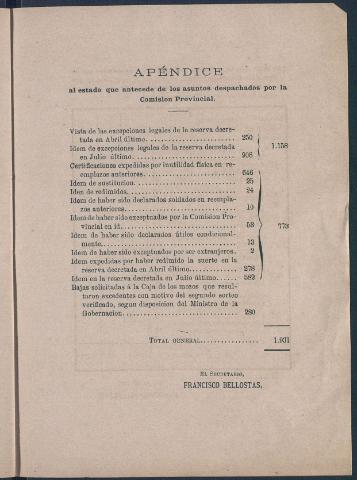 APÉNDICE
al estado que antecede de los asuntos despachados por la
Comision Provincial.
Vista de las excepciones legales de la reserva decre-
tada en Abril último. 250
Idem de excepciones legales de la reserva decretada
en Julio último. 908
1.158
Certificaciones expedidas por inutilidad física en re-
emplazos anteriores. 546
Idem de sustitucion. 25
Idem de redimidos. 24
Idem de haber sido declarados soldados en reempla-
zos anteriores. 10
Idem de haber sido exceptuados por la Comision Pro-
vincial en id. 53
Idem de haber sido declarados útiles condicional-
mente. 13
Idem de haber sido exceptuados por ser extranjeros. 2
Idem expedidas por haber redimido la suerte en la
reserva decretada en Abril último. 278
Idem en la reserva decretada en Julio último. 582
Bajas solicitadas á la Caja de los mozos que resul-
taron excedentes con motivo del segundo sorteo
verificado, segun disposicion del Ministro de la
Gobernacion. 280
773
TOTAL GENERAL. 1.931
EL SECRETARIO,
FRANCISCO BELLOSTAS.